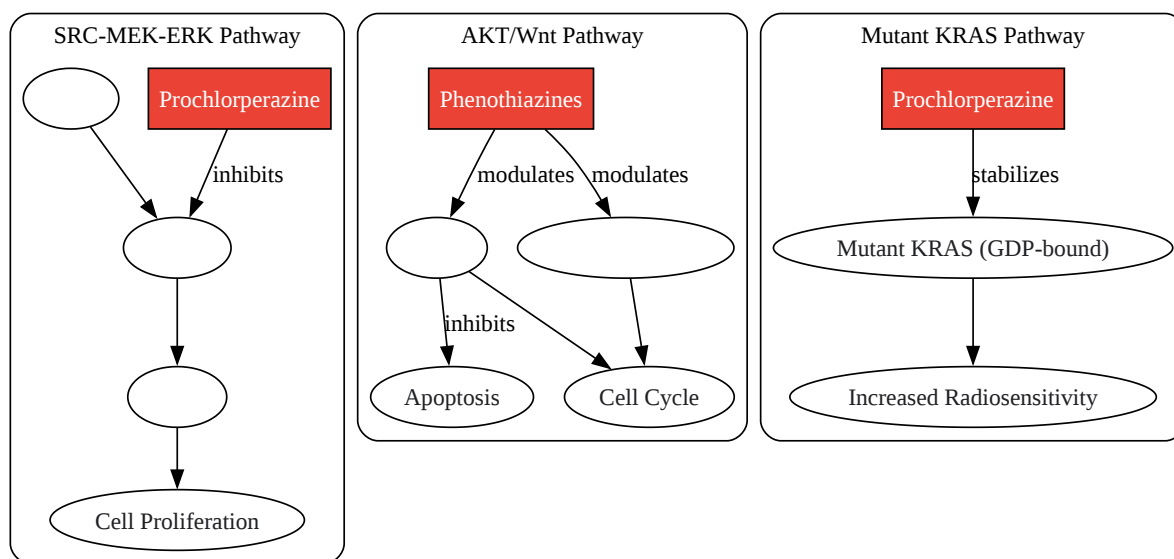 SRC-MEK-ERK Pathway
Prochlorperazine
inhibits
Cell Proliferation
AKT/Wnt Pathway
Phenothiazines
modulates
modulates
inhibits
Apoptosis
Cell Cycle
Mutant KRAS Pathway
Prochlorperazine
stabilizes
Mutant KRAS (GDP-bound)
Increased Radiosensitivity